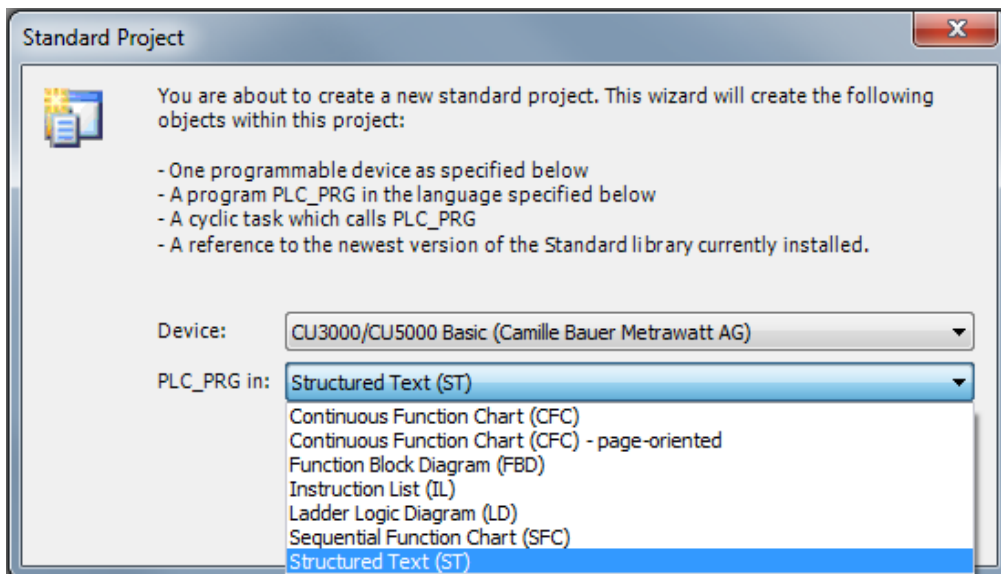 Standard Project
You are about to create a new standard project. This wizard will create the following
objects within this project:
- One programmable device as specified below
- A program PLC_PRG in the language specified below
- A cyclic task which calls PLC_PRG
- A reference to the newest version of the Standard library currently installed.
Device: CU3000/CU5000 Basic (Camille Bauer Metrawatt AG)
PLC_PRG in: Structured Text (ST)
Continuous Function Chart (CFC)
Continuous Function Chart (CFC) - page-oriented
Function Block Diagram (FBD)
Instruction List (IL)
Ladder Logic Diagram (LD)
Sequential Function Chart (SFC)
Structured Text (ST)